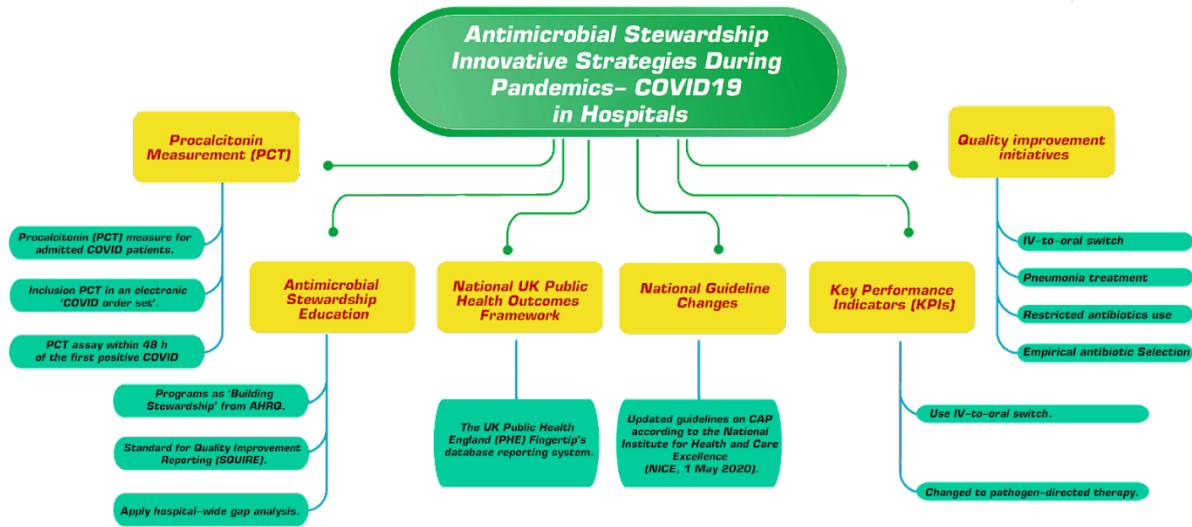 Antimicrobial Stewardship
Innovative Strategies During
Pandemics– COVID19
in Hospitals
Procalcitonin
Measurement (PCT)
Procalcitonin (PCT) measure for
admitted COVID patients.
Inclusion PCT in an electronic
‘COVID order set’.
PCT assay within 48 h
of the first positive COVID
Antimicrobial
Stewardship
Education
Programs as ‘Building
Stewardship’ from AHRQ.
Standard for Quality Improvement
Reporting (SQUIRE).
Apply hospital–wide gap analysis.
National UK Public
Health Outcomes
Framework
The UK Public Health
England (PHE) Fingertip's
database reporting system.
National Guideline
Changes
Updated guidelines on CAP
according to the National
Institute for Health and Care
Excellence
(NICE, 1 May 2020).
Key Performance
Indicators (KPIs)
Use IV–to–oral switch.
Changed to pathogen–directed therapy.
Quality improvement
initiatives
IV–to–oral switch
Pneumonia treatment
Restricted antibiotics use
Empirical antibiotic Selection